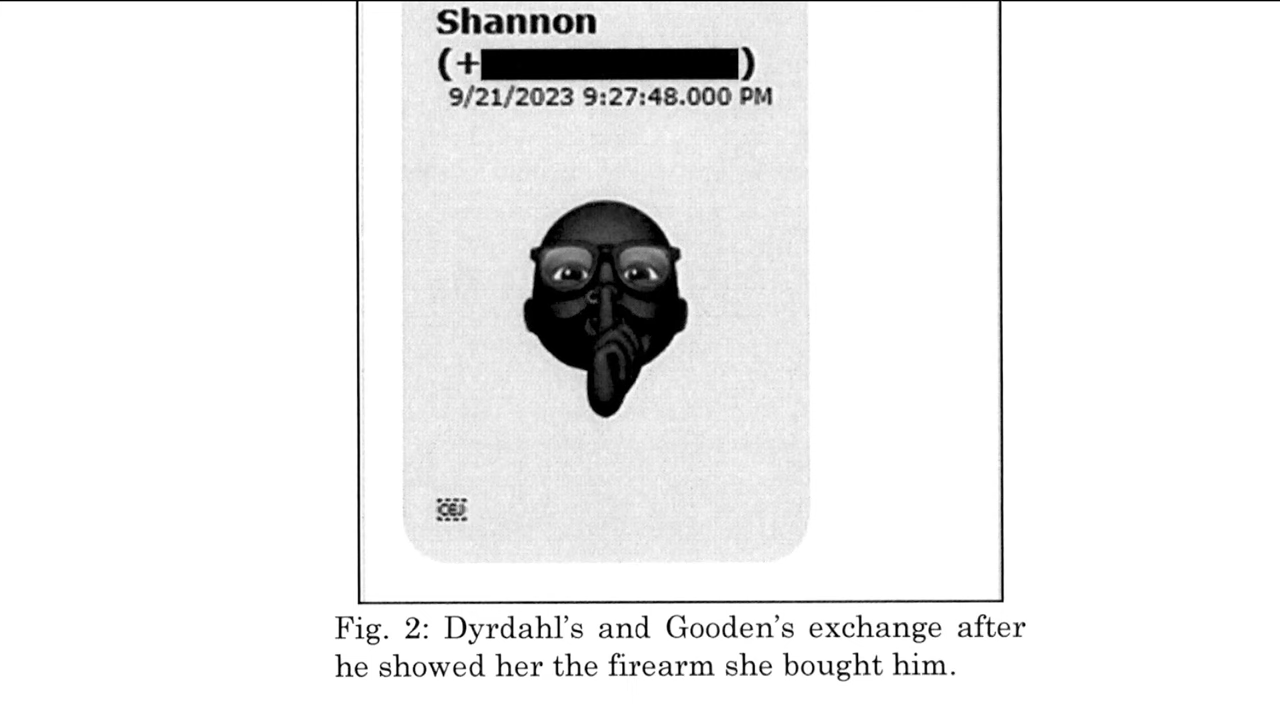 Shannon
(+ )
9/21/2023 9:27:48.000 PM
Fig. 2: Dyrdahl's and Gooden's exchange after
he showed her the firearm she bought him.